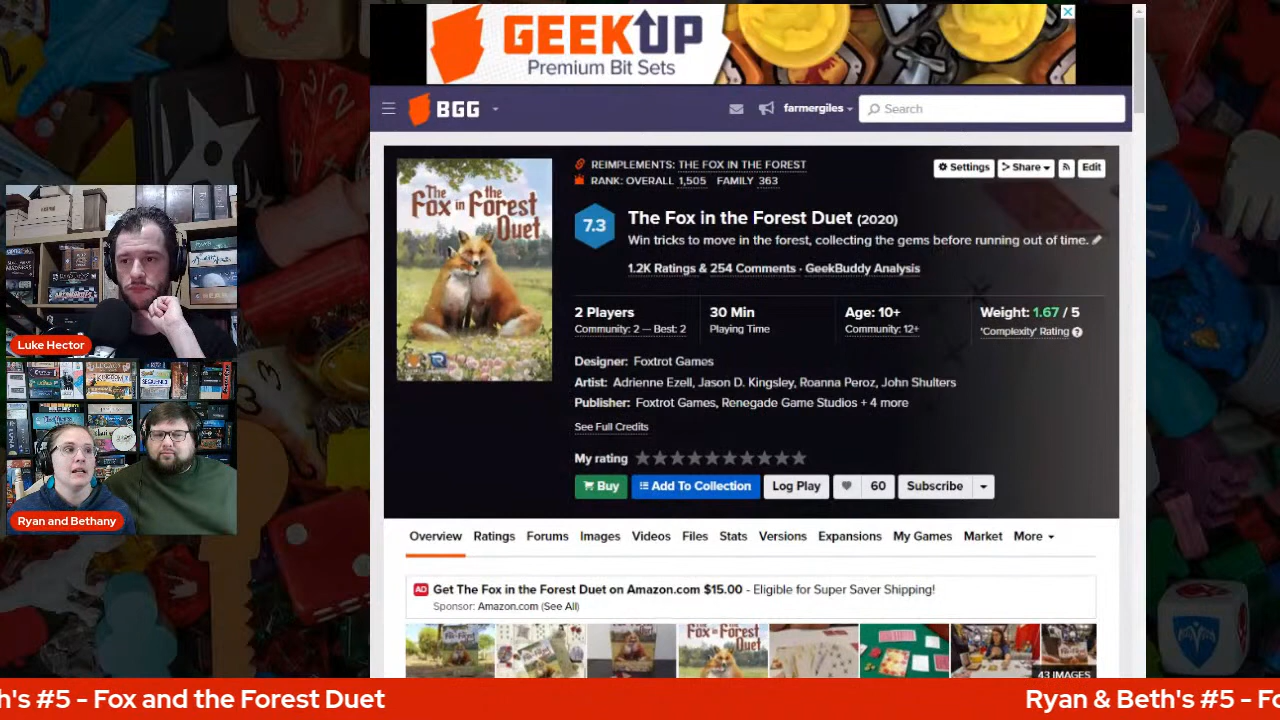 GEEKUP
Premium Bit Sets
BGG
farmergiles
Search
The Fox in the Forest Duet
REIMPLEMENTS: THE FOX IN THE FOREST
RANK: OVERALL 1,505 FAMILY 363
Settings
Share
Edit
7.3
The Fox in the Forest Duet (2020)
Win tricks to move in the forest, collecting the gems before running out of time.
1.2K Ratings & 254 Comments · GeekBuddy Analysis
2 Players
Community: 2 — Best: 2
30 Min
Playing Time
Age: 10+
Community: 12+
Weight: 1.67 / 5
'Complexity' Rating ?
Designer: Foxtrot Games
Artist: Adrienne Ezell, Jason D. Kingsley, Roanna Peroz, John Shulters
Publisher: Foxtrot Games, Renegade Game Studios + 4 more
See Full Credits
My rating
Buy
Add To Collection
Log Play
60
Subscribe
Overview Ratings Forums Images Videos Files Stats Versions Expansions My Games Market More
AD Get The Fox in the Forest Duet on Amazon.com $15.00 - Eligible for Super Saver Shipping!
Sponsor: Amazon.com (See All)
Fox in Forest
Duet
43 IMAGES
Luke Hector
SEQUENCE
Ryan and Bethany
h's #5 - Fox and the Forest Duet
Ryan & Beth's #5 - Fo